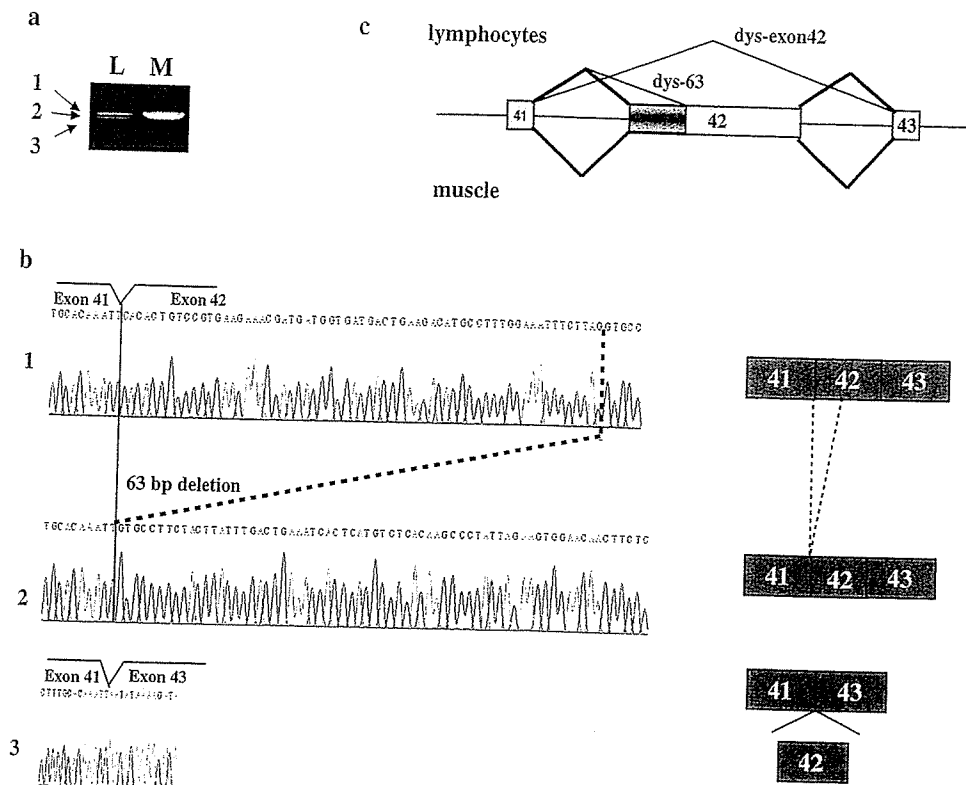 a
L M
1
2
3
c
lymphocytes
dys-exon42
dys-63
41
42
43
muscle
b
Exon 41 Exon 42
1
41 42 43
63 bp deletion
TGCACAAATTGTGCCTTCTACTTATTTGACTGAAATCACTCATGTCTCACAAGCCCTATTAGAAGTGGAACAACTTCTC
2
41 42 43
Exon 41 Exon 43
3
41 43
42